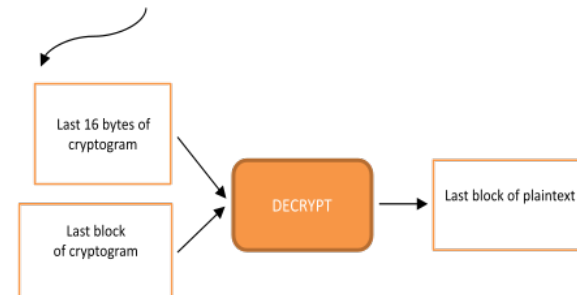 Last 16 bytes of
cryptogram
DECRYPT
Last block of plaintext
Last block
of cryptogram